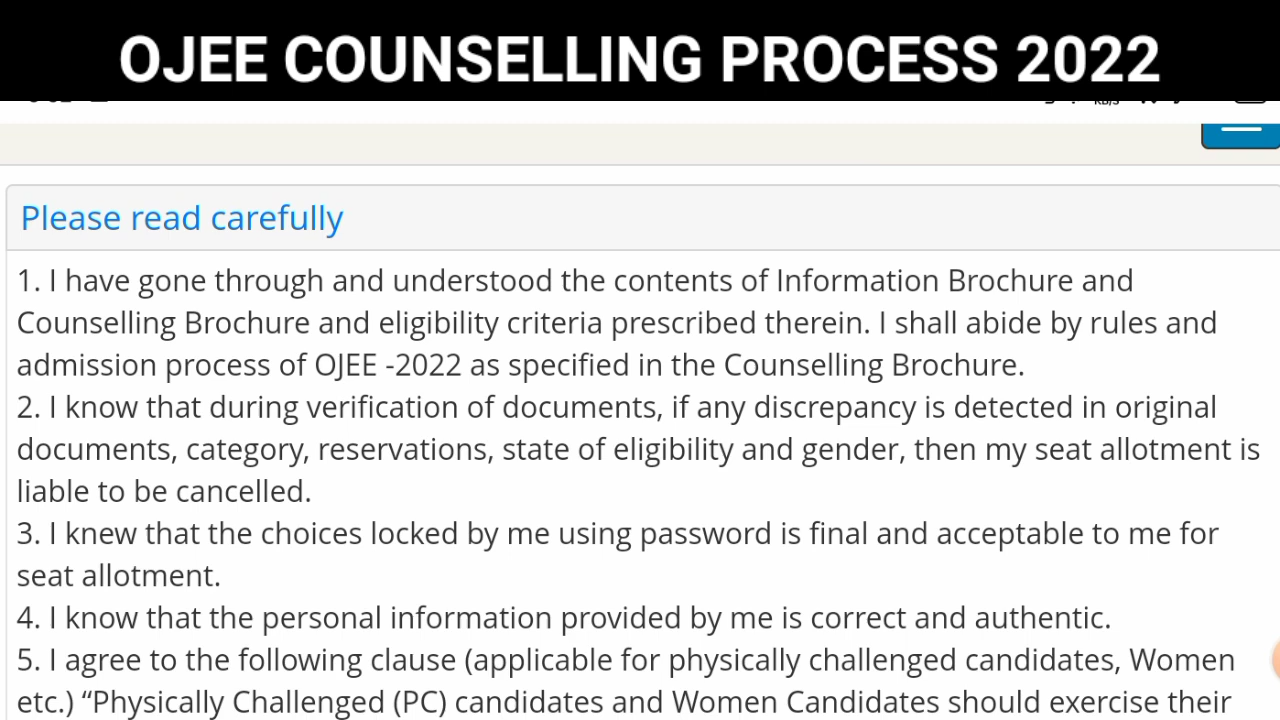 OJEE COUNSELLING PROCESS 2022
Please read carefully
1. I have gone through and understood the contents of Information Brochure and
Counselling Brochure and eligibility criteria prescribed therein. I shall abide by rules and
admission process of OJEE -2022 as specified in the Counselling Brochure.
2. I know that during verification of documents, if any discrepancy is detected in original
documents, category, reservations, state of eligibility and gender, then my seat allotment is
liable to be cancelled.
3. I knew that the choices locked by me using password is final and acceptable to me for
seat allotment.
4. I know that the personal information provided by me is correct and authentic.
5. I agree to the following clause (applicable for physically challenged candidates, Women
etc.) “Physically Challenged (PC) candidates and Women Candidates should exercise their